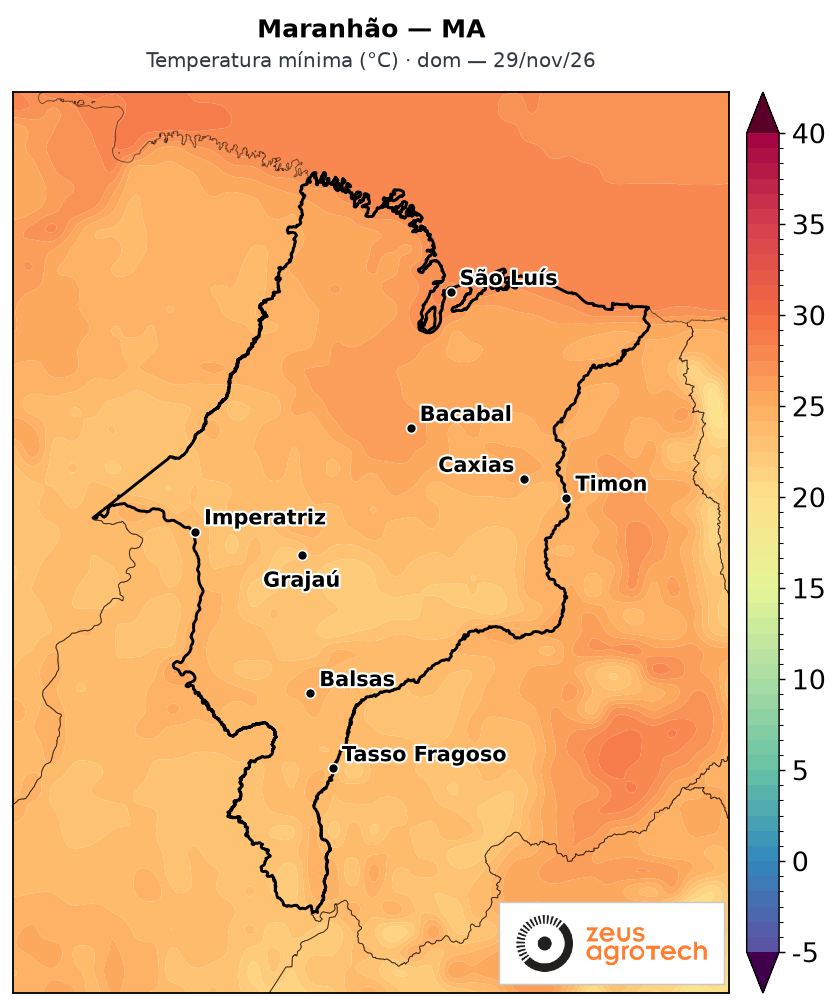 Maranhão — MA
Temperatura mínima (°C) · dom — 29/nov/26
São Luís
Bacabal
Caxias
Timon
Imperatriz
Grajaú
Balsas
Tasso Fragoso
40
35
30
25
20
15
10
5
0
-5
zeus
agrotech